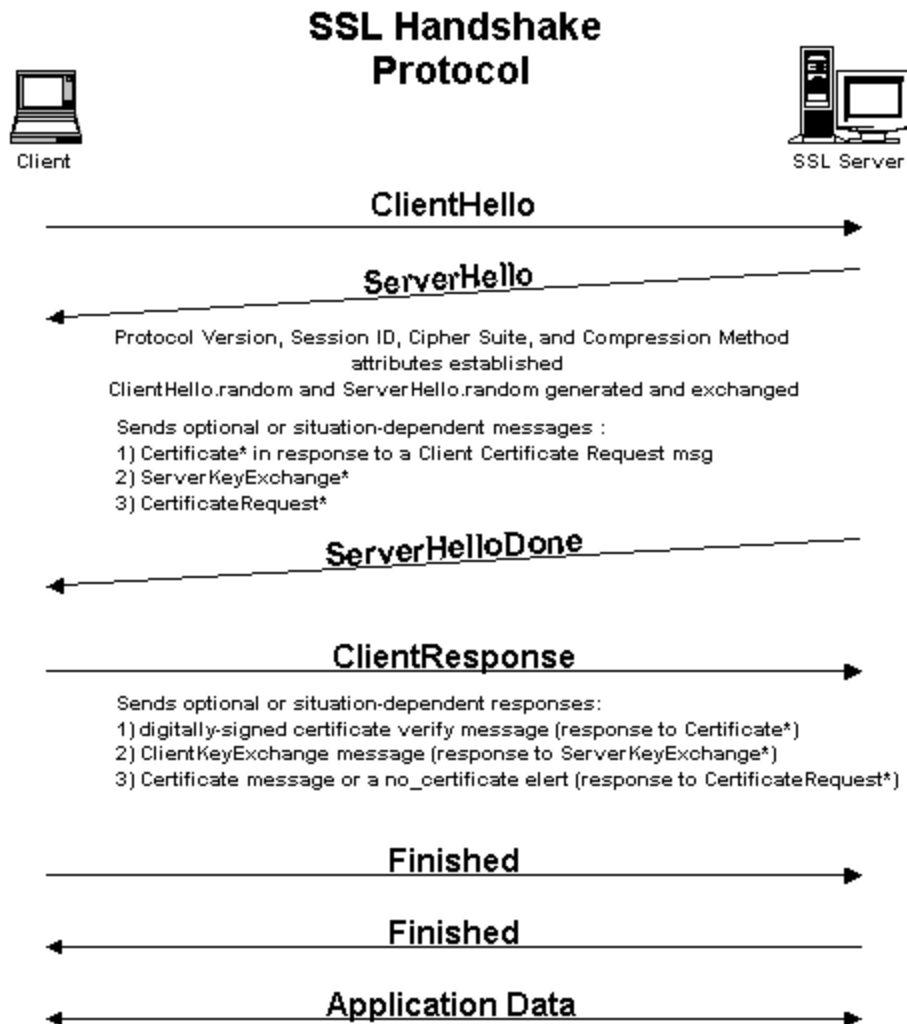 SSL Handshake
Protocol
Client
SSL Server
ClientHello
ServerHello
Protocol Version, Session ID, Cipher Suite, and Compression Method
attributes established
ClientHello.random and ServerHello.random generated and exchanged
Sends optional or situation-dependent messages :
1) Certificate* in response to a Client Certificate Request msg
2) ServerKeyExchange*
3) CertificateRequest*
ServerHelloDone
ClientResponse
Sends optional or situation-dependent responses:
1) digitally-signed certificate verify message (response to Certificate*)
2) ClientKeyExchange message (response to ServerKeyExchange*)
3) Certificate message or a no_certificate elert (response to CertificateRequest*)
Finished
Finished
Application Data